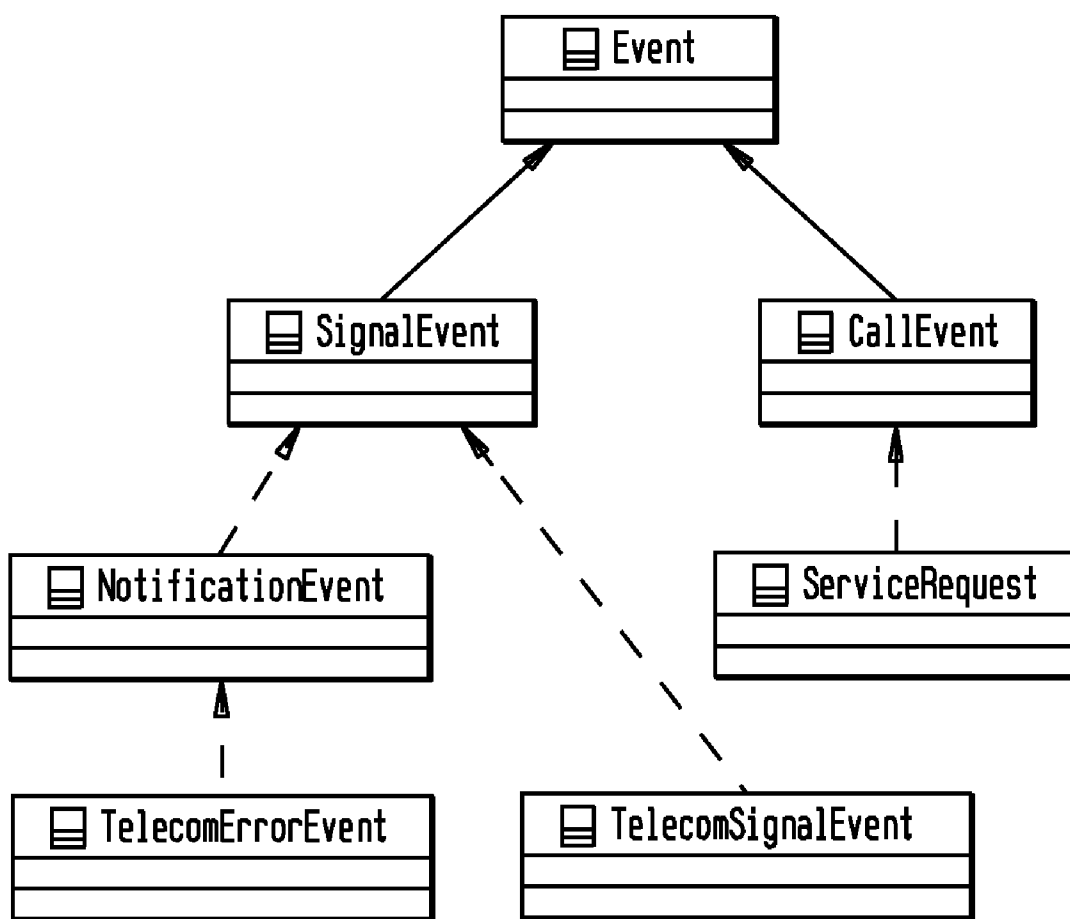 Event
SignalEvent
CallEvent
NotificationEvent
ServiceRequest
TelecomErrorEvent
TelecomSignalEvent